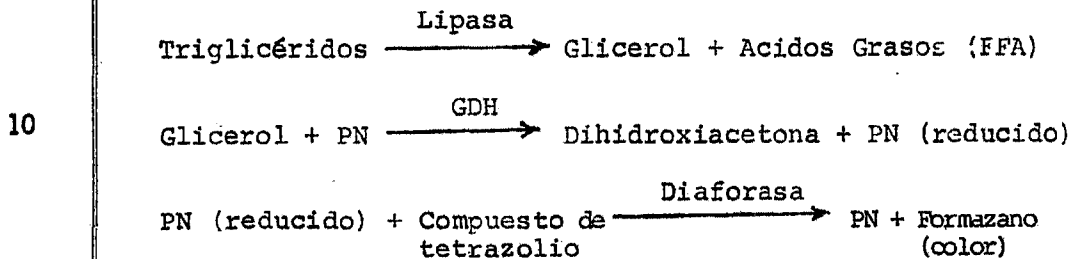 Lipasa
Triglicéridos Glicerol + Acidos Grasos (FFA)
10
GDH
Glicerol + PN Dihidroxiacetona + PN (reducido)
Diaforasa
PN (reducido) + Compuesto de PN + Formazano
tetrazolio (color)